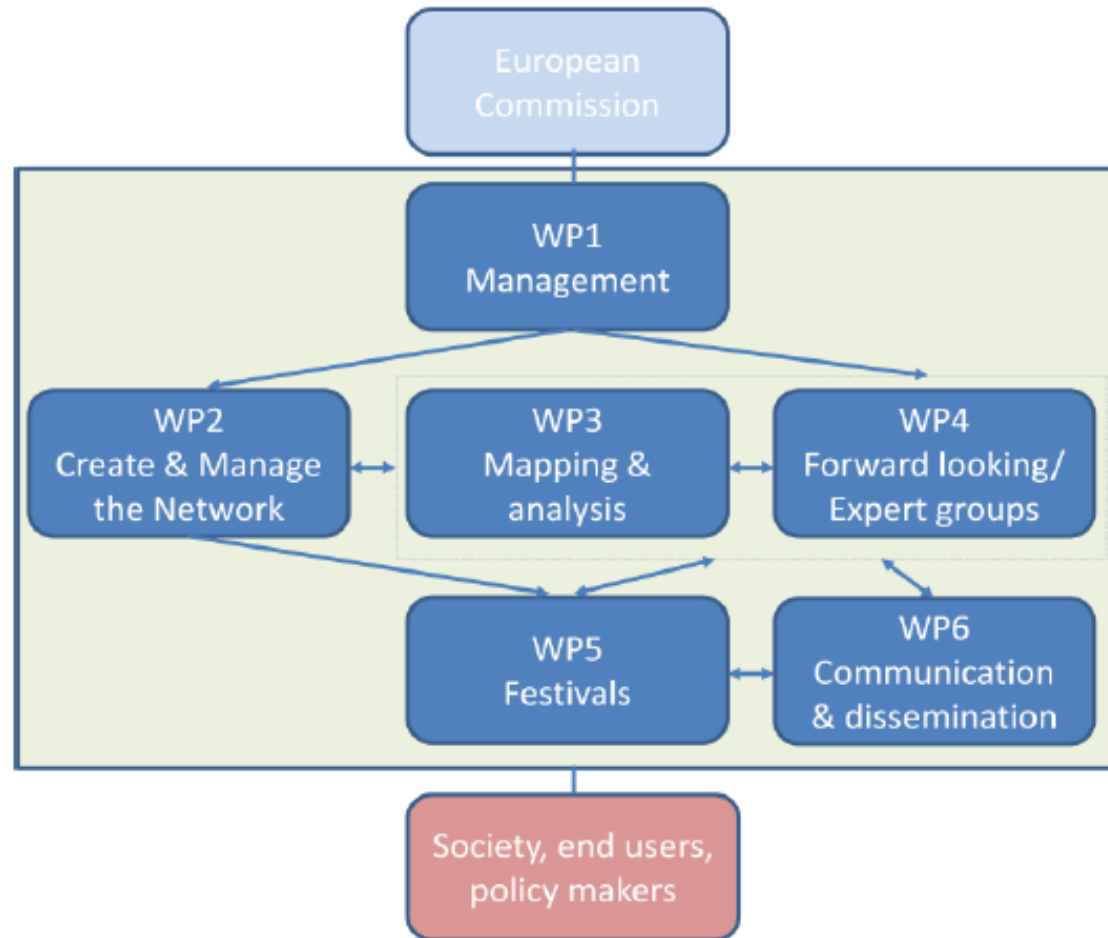 European
Commission
WP1
Management
WP2
Create & Manage
the Network
WP3
Mapping &
analysis
WP4
Forward looking/
Expert groups
WP5
Festivals
WP6
Communication
& dissemination
Society, end users,
policy makers